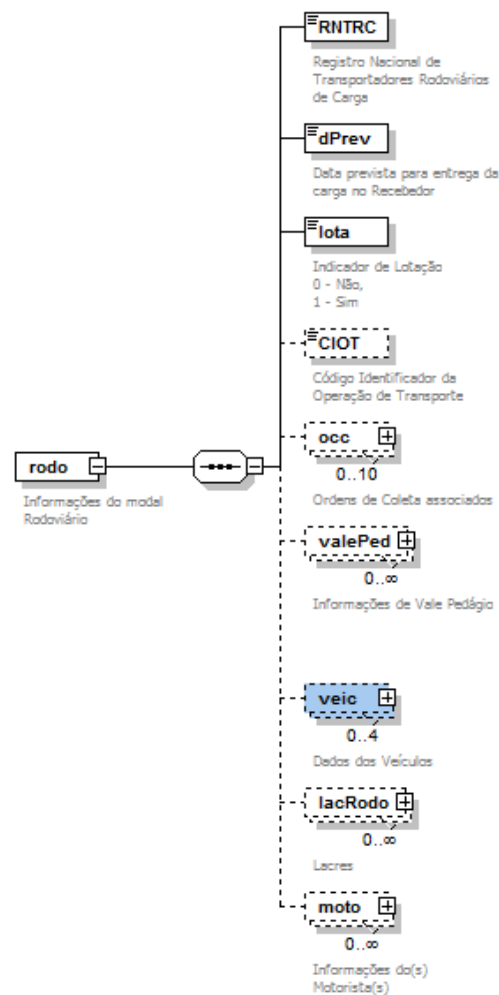 RNTRC
Registro Nacional de
Transportadores Rodoviários
de Carga
dPrev
Data prevista para entrega da
carga no Recebedor
lota
Indicador de Lotação
0 - Não,
1 - Sim
CIOT
Código Identificador da
Operação de Transporte
occ
0..10
Ordens de Coleta associados
rodo
Informações do modal
Rodoviário
valePed
0..∞
Informações de Vale Pedágio
veic
0..4
Dados dos Veículos
lacRodo
0..∞
Lacres
moto
0..∞
Informações do(s)
Motorista(s)